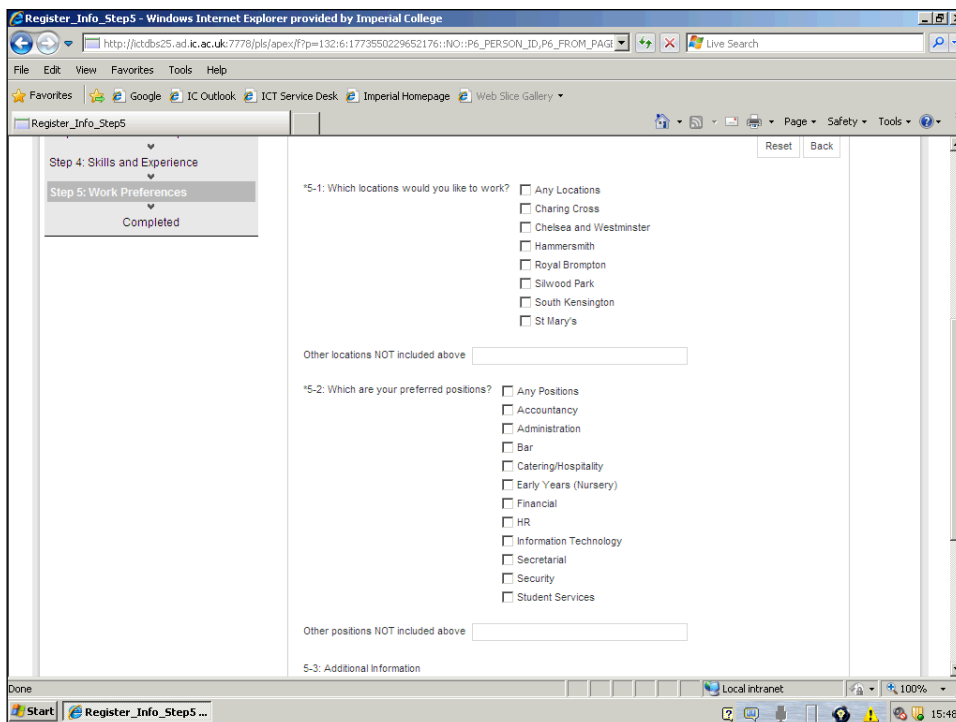 Register_Info_Step5 - Windows Internet Explorer provided by Imperial College
http://ictdbs25.ad.ic.ac.uk:7778/pls/apex/f?p=132:6:1773550229652176::NO::P6_PERSON_ID,P6_FROM_PAGE
Live Search
File Edit View Favorites Tools Help
Favorites Google IC Outlook ICT Service Desk Imperial Homepage Web Slice Gallery
Register_Info_Step5
Page Safety Tools
Reset Back
Step 4: Skills and Experience
Step 5: Work Preferences
Completed
*5-1: Which locations would you like to work? Any Locations
Charing Cross
Chelsea and Westminster
Hammersmith
Royal Brompton
Silwood Park
South Kensington
St Mary's
Other locations NOT included above
*5-2: Which are your preferred positions? Any Positions
Accountancy
Administration
Bar
Catering/Hospitality
Early Years (Nursery)
Financial
HR
Information Technology
Secretarial
Security
Student Services
Other positions NOT included above
5-3: Additional Information
Done Local intranet 100%
Start Register_Info_Step5 ... 15:48